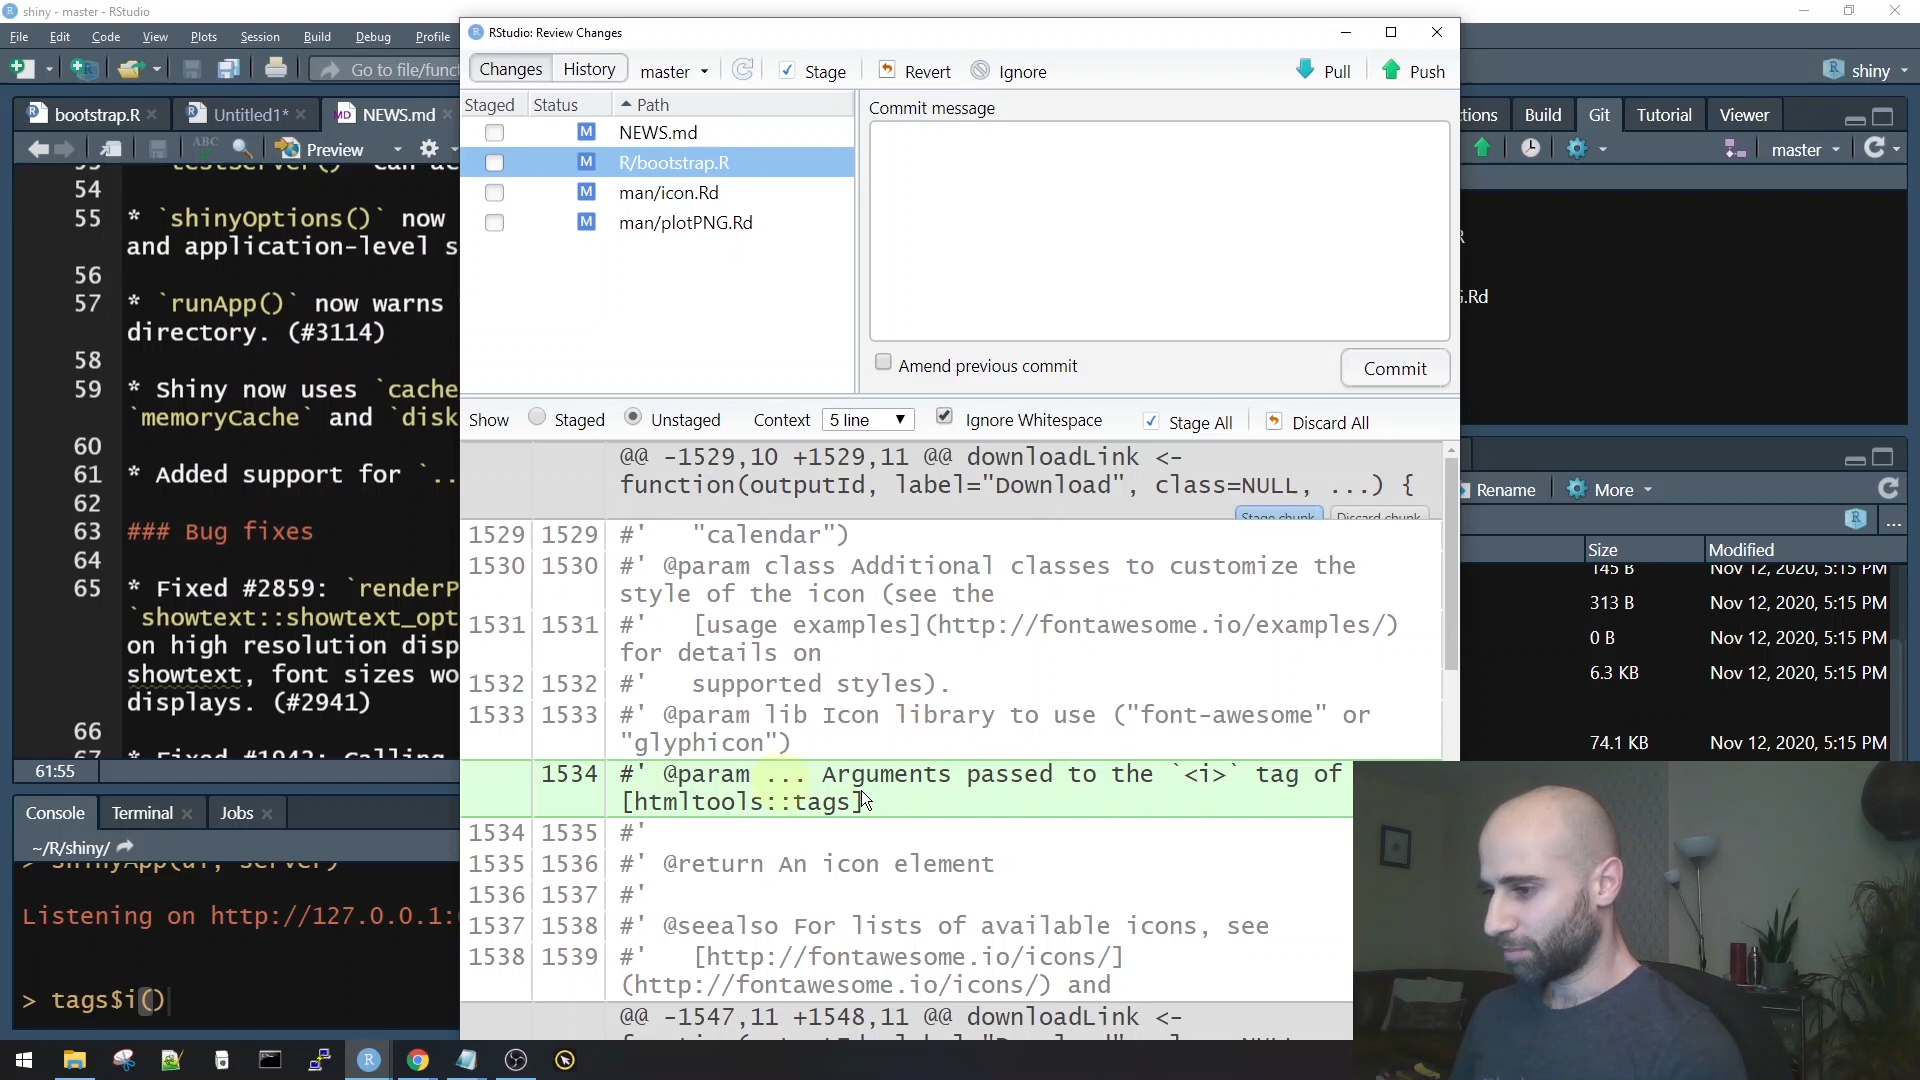 shiny - master - RStudio
File Edit Code View Plots Session Build Debug Profile
Go to file/funct
shiny
bootstrap.R
Untitled1*
NEWS.md
Preview
54
55 * `shinyOptions()` now
and application-level s
56
57 * `runApp()` now warns
directory. (#3114)
58
59 * Shiny now uses `cache
`memoryCache` and `disk
60
61 * Added support for `..
62
63 ### Bug fixes
64
65 * Fixed #2859: `renderP
`showtext::showtext_opt
on high resolution disp
showtext, font sizes wo
displays. (#2941)
66
61:55
Console Terminal Jobs
~/R/shiny/
Listening on http://127.0.0.1:
> tags$i()
RStudio: Review Changes
Changes History master Stage Revert Ignore Pull Push
Staged Status Path
M NEWS.md
M R/bootstrap.R
M man/icon.Rd
M man/plotPNG.Rd
Commit message
Amend previous commit
Commit
Show Staged Unstaged Context 5 line Ignore Whitespace Stage All Discard All
@@ -1529,10 +1529,11 @@ downloadLink <-
function(outputId, label="Download", class=NULL, ...) {
Stage chunk Discard chunk
1529 1529 #' "calendar")
1530 1530 #' @param class Additional classes to customize the
style of the icon (see the
1531 1531 #' [usage examples](http://fontawesome.io/examples/)
for details on
1532 1532 #' supported styles).
1533 1533 #' @param lib Icon library to use ("font-awesome" or
"glyphicon")
1534 #' @param ... Arguments passed to the `<i>` tag of
[htmltools::tags]
1534 1535 #'
1535 1536 #' @return An icon element
1536 1537 #'
1537 1538 #' @seealso For lists of available icons, see
1538 1539 #' [http://fontawesome.io/icons/]
(http://fontawesome.io/icons/) and
@@ -1547,11 +1548,11 @@ downloadLink <-
tions Build Git Tutorial Viewer
master
R
G.Rd
Rename More
...
Size Modified
145 B Nov 12, 2020, 5:15 PM
313 B Nov 12, 2020, 5:15 PM
0 B Nov 12, 2020, 5:15 PM
6.3 KB Nov 12, 2020, 5:15 PM
74.1 KB Nov 12, 2020, 5:15 PM